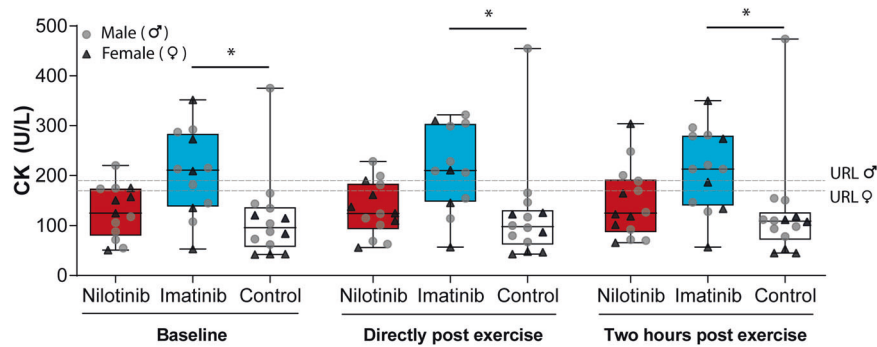 500
400
300
200
100
0
CK (U/L)
Male (♂)
Female (♀)
*
*
*
URL ♂
URL ♀
Nilotinib Imatinib Control Nilotinib Imatinib Control Nilotinib Imatinib Control
Baseline Directly post exercise Two hours post exercise